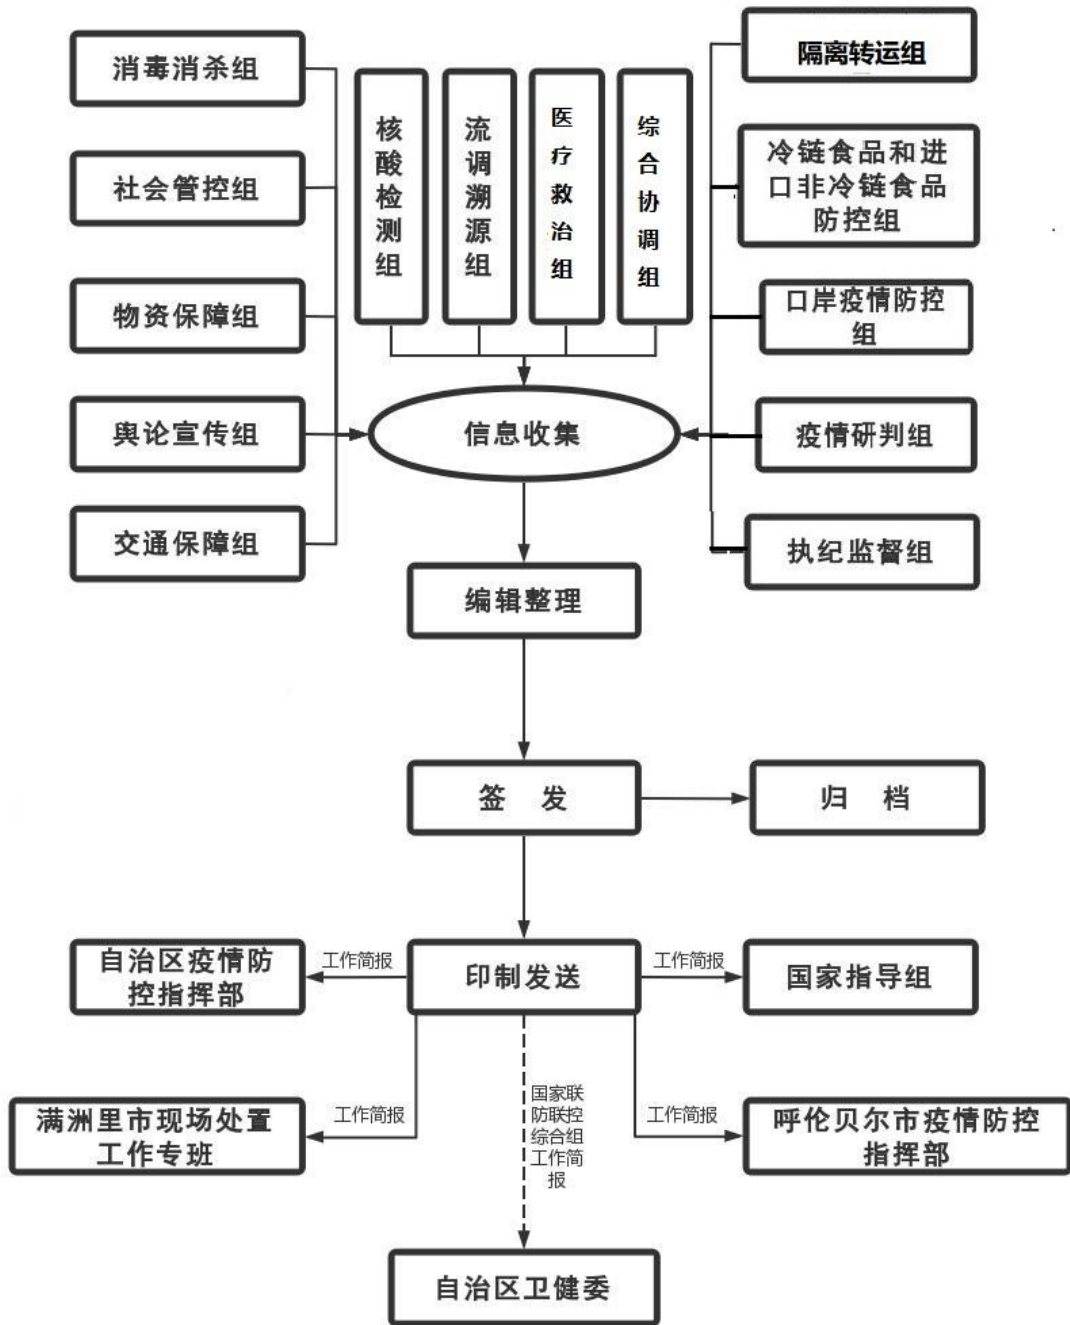 消毒消杀组
社会管控组
物资保障组
舆论宣传组
交通保障组
核酸检测组
流调溯源组
医疗救治组
综合协调组
隔离转运组
冷链食品和进
口非冷链食品
防控组
口岸疫情防控
组
疫情研判组
执纪监督组
信息收集
编辑整理
签 发
归 档
自治区疫情防
控指挥部
工作简报
印制发送
工作简报
国家指导组
满洲里市现场处置
工作专班
工作简报
国家联
防联控
综合组
工作简
报
工作简报
呼伦贝尔市疫情防控
指挥部
自治区卫健委